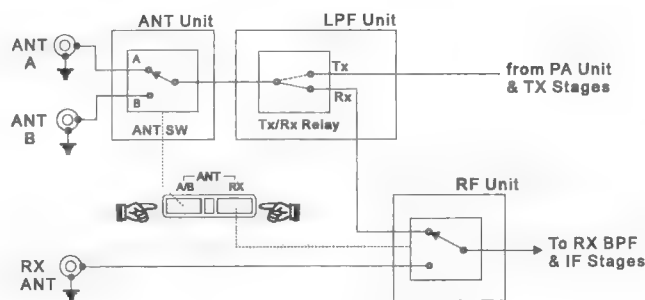 ANT Unit
LPF Unit
ANT
A
A
B
ANT
B
ANT SW
Tx
Rx
Tx/Rx Relay
from PA Unit
& TX Stages
ANT
A/B
RX
RF Unit
To RX BPF
& IF Stages
RX
ANT